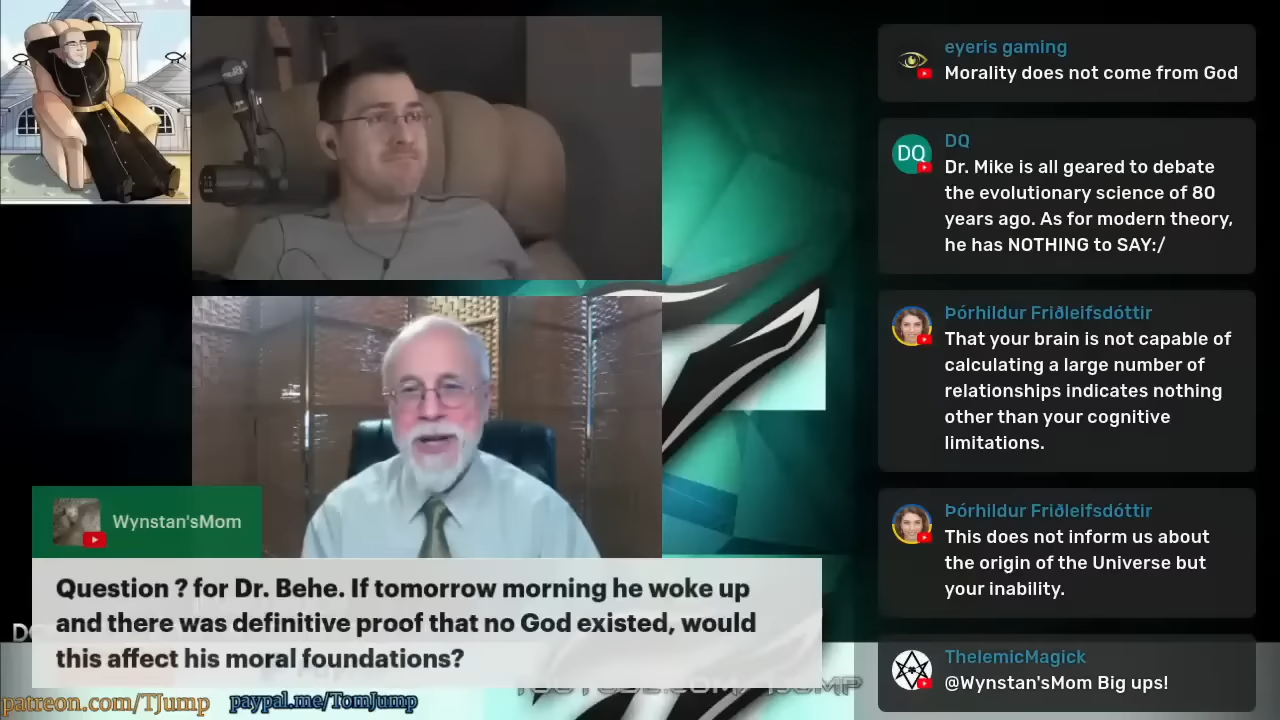 eyeris gaming
Morality does not come from God
DQ
DQ
Dr. Mike is all geared to debate
the evolutionary science of 80
years ago. As for modern theory,
he has NOTHING to SAY:/
Þórhildur Friðleifsdóttir
That your brain is not capable of
calculating a large number of
relationships indicates nothing
other than your cognitive
limitations.
Þórhildur Friðleifsdóttir
This does not inform us about
the origin of the Universe but
your inability.
ThelemicMagick
@Wynstan'sMom Big ups!
Wynstan'sMom
Question ? for Dr. Behe. If tomorrow morning he woke up
and there was definitive proof that no God existed, would
this affect his moral foundations?
patreon.com/TJump
paypal.me/TomJump
YOUTUBE.COM/TJUMP